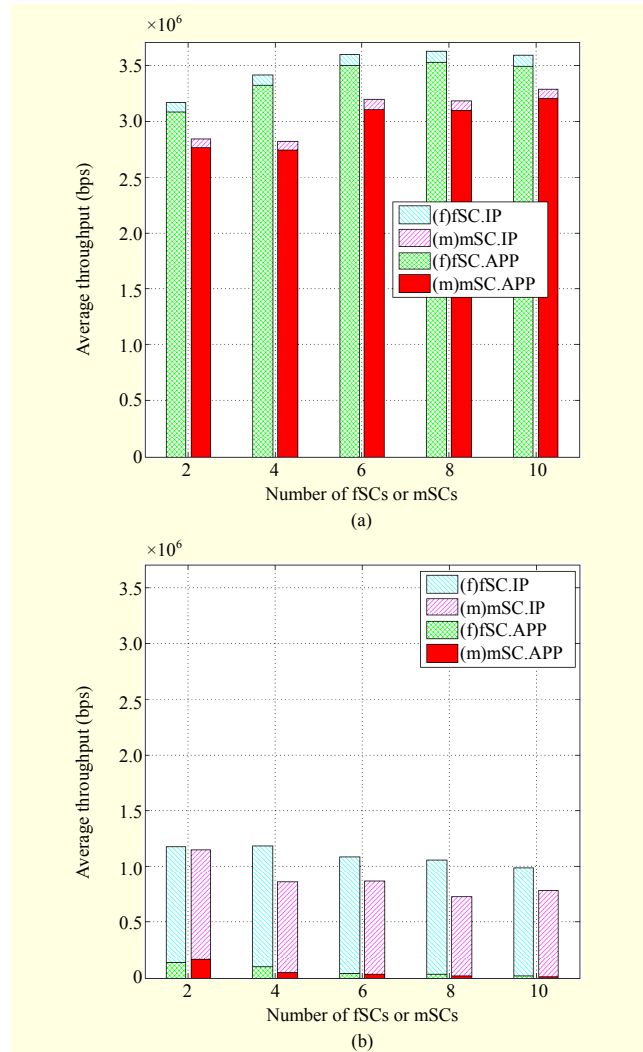 ×10⁶
3.5
3.0
2.5
2.0
1.5
1.0
0.5
0
Average throughput (bps)
(f)fSC.IP
(m)mSC.IP
(f)fSC.APP
(m)mSC.APP
2 4 6 8 10
Number of fSCs or mSCs
(a)
×10⁶
3.5
3.0
2.5
2.0
1.5
1.0
0.5
0
Average throughput (bps)
(f)fSC.IP
(m)mSC.IP
(f)fSC.APP
(m)mSC.APP
2 4 6 8 10
Number of fSCs or mSCs
(b)